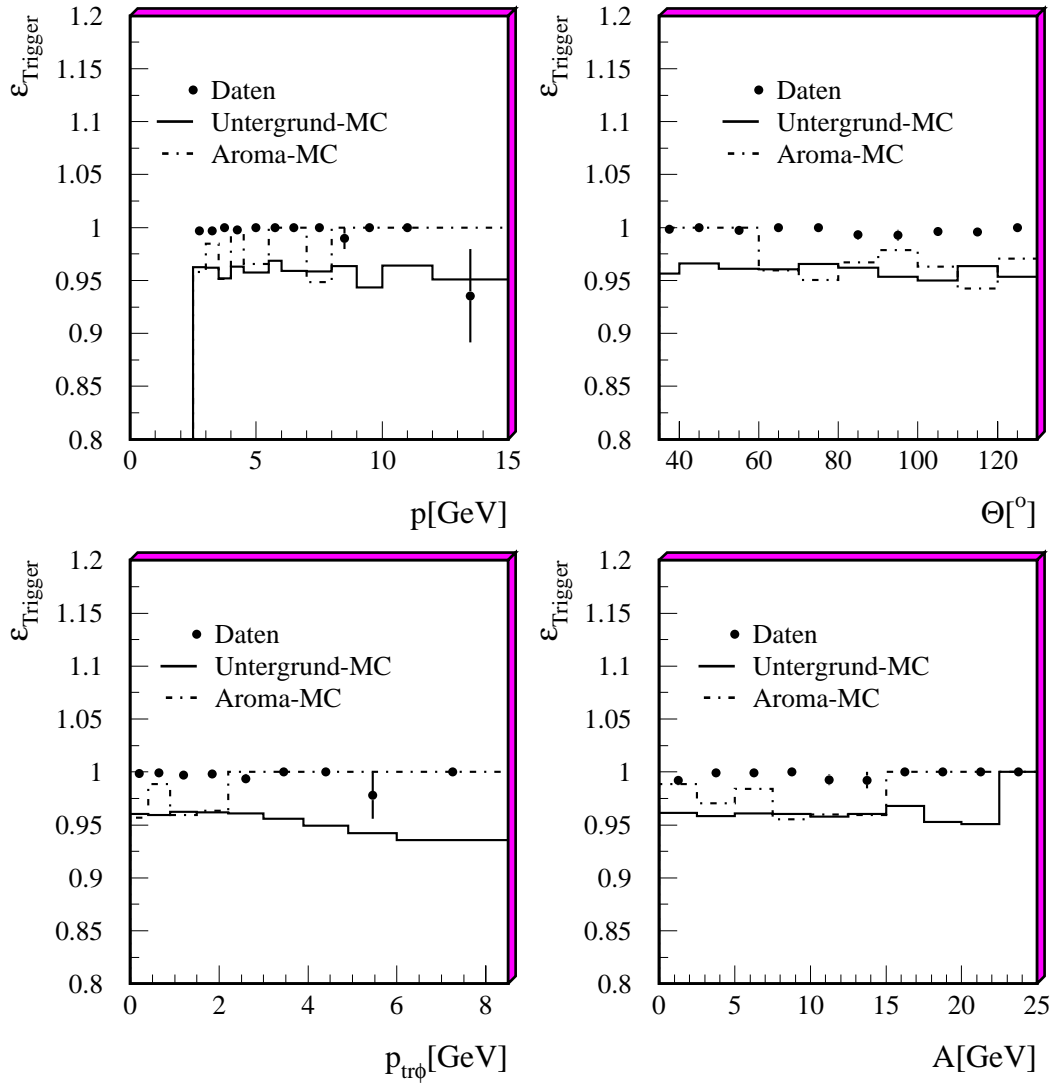 ε_Trigger
1.2
1.15
1.1
1.05
1
0.95
0.9
0.85
0.8
Daten
Untergrund-MC
Aroma-MC
0 5 10 15
p[GeV]
ε_Trigger
1.2
1.15
1.1
1.05
1
0.95
0.9
0.85
0.8
Daten
Untergrund-MC
Aroma-MC
40 60 80 100 120
Θ[°]
ε_Trigger
1.2
1.15
1.1
1.05
1
0.95
0.9
0.85
0.8
Daten
Untergrund-MC
Aroma-MC
0 2 4 6 8
p_trϕ[GeV]
ε_Trigger
1.2
1.15
1.1
1.05
1
0.95
0.9
0.85
0.8
Daten
Untergrund-MC
Aroma-MC
0 5 10 15 20 25
A[GeV]